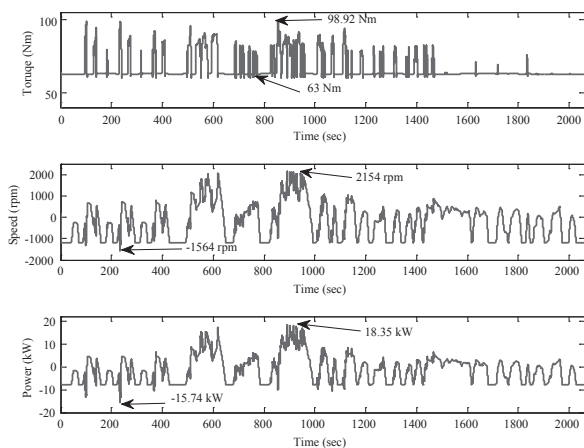 100
98.92 Nm
Toruqe (Nm)
50
63 Nm
0 200 400 600 800 1000 1200 1400 1600 1800 2000
Time (sec)
2000
2154 rpm
1000
Speed (rpm)
0
-1000
-1564 rpm
-2000
0 200 400 600 800 1000 1200 1400 1600 1800 2000
Time (sec)
20
10
18.35 kW
Power (kW)
0
-10
-15.74 kW
-20
0 200 400 600 800 1000 1200 1400 1600 1800 2000
Time (sec)